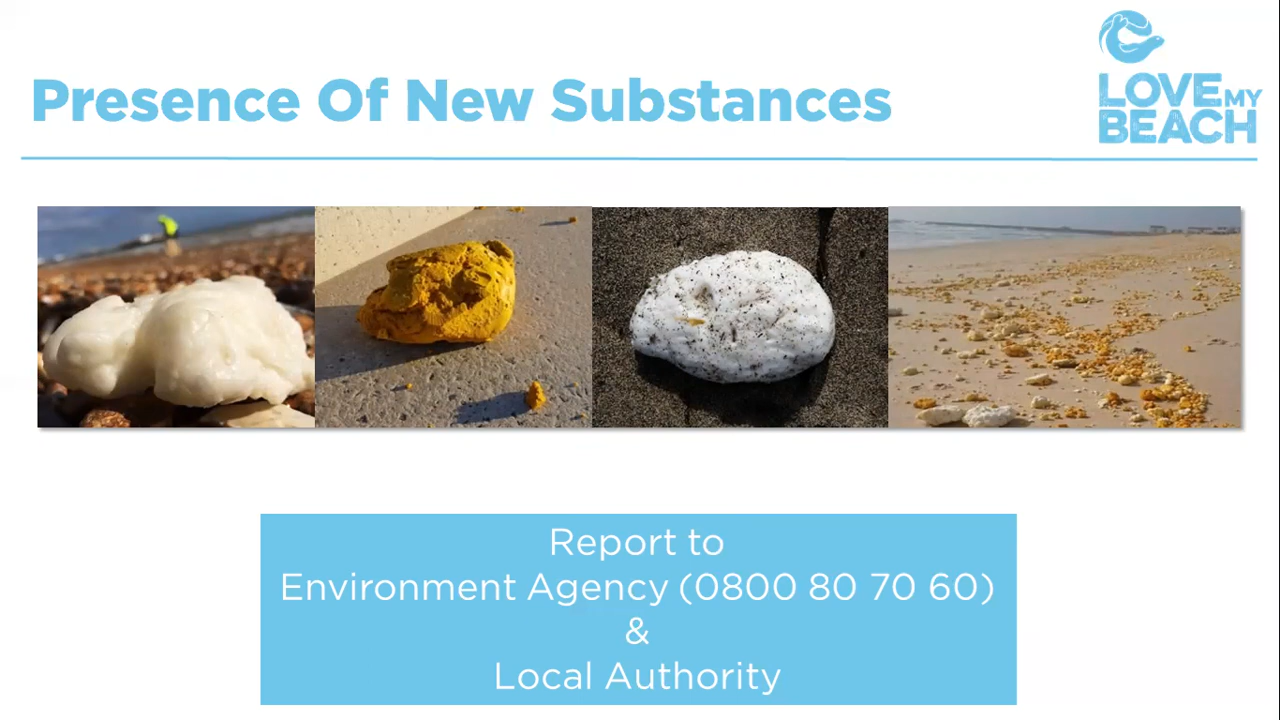 LOVE MY
BEACH
Presence Of New Substances
Report to
Environment Agency (0800 80 70 60)
&
Local Authority